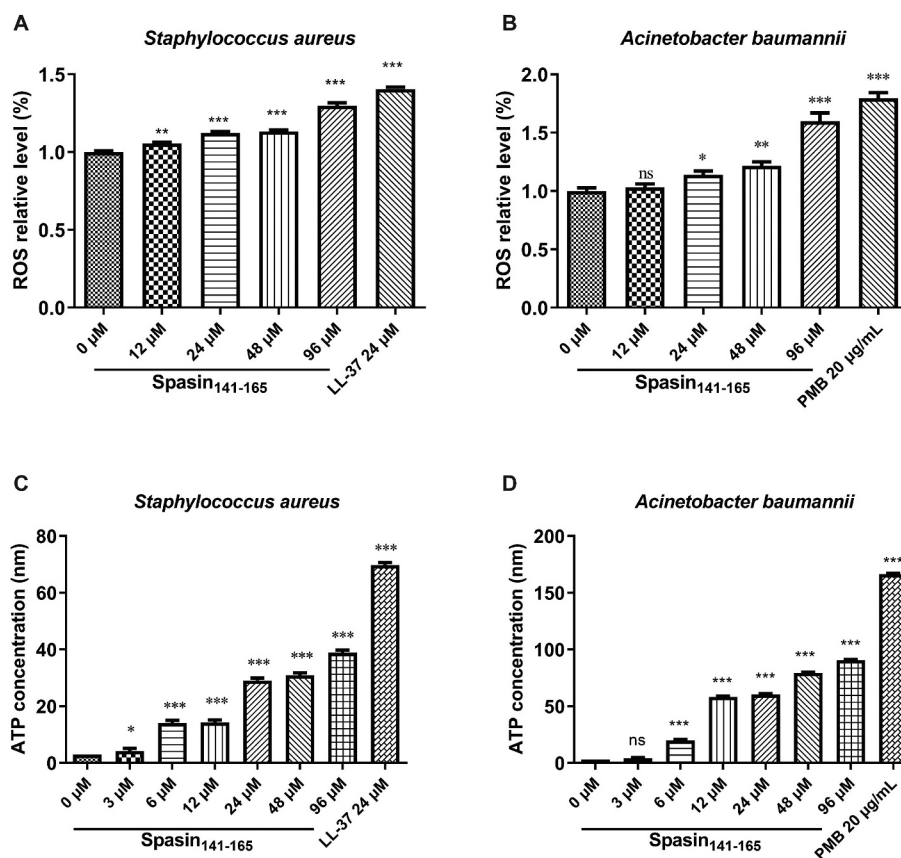 A
Staphylococcus aureus
ROS relative level (%)
1.5
1.0
0.5
0.0
**
***
***
***
***
0 μM
12 μM
24 μM
48 μM
96 μM
LL-37 24 μM
Spasin141-165
B
Acinetobacter baumannii
ROS relative level (%)
2.0
1.5
1.0
0.5
0.0
ns
*
**
***
***
0 μM
12 μM
24 μM
48 μM
96 μM
PMB 20 μg/mL
Spasin141-165
C
Staphylococcus aureus
ATP concentration (nm)
80
60
40
20
0
*
***
***
***
***
***
***
0 μM
3 μM
6 μM
12 μM
24 μM
48 μM
96 μM
LL-37 24 μM
Spasin141-165
D
Acinetobacter baumannii
ATP concentration (nm)
200
150
100
50
0
ns
***
***
***
***
***
***
0 μM
3 μM
6 μM
12 μM
24 μM
48 μM
96 μM
PMB 20 μg/mL
Spasin141-165